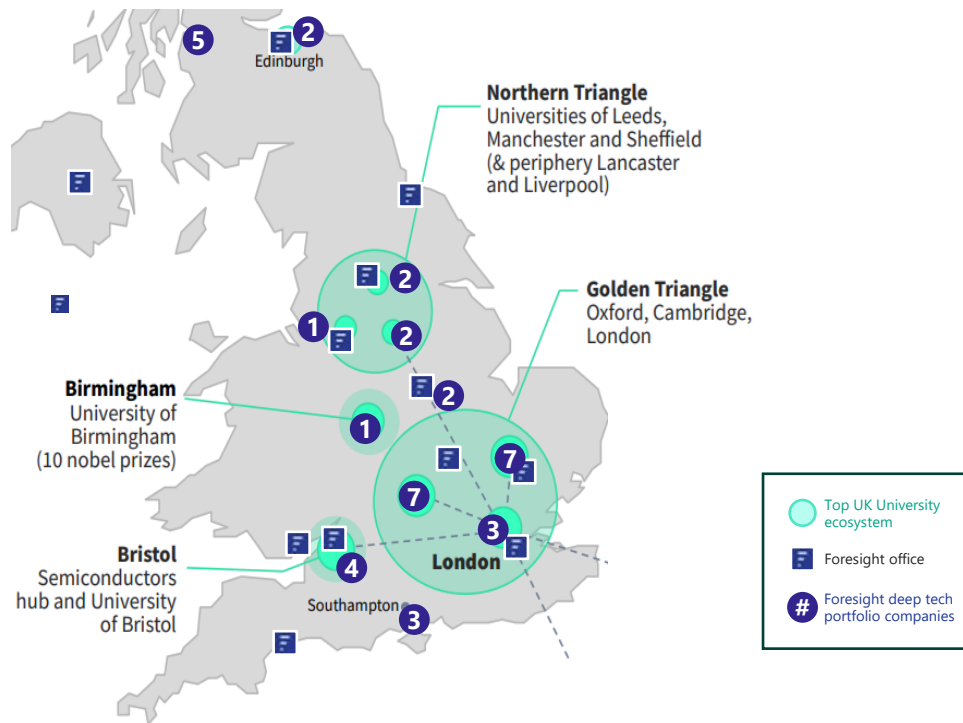 5
2
Edinburgh
Northern Triangle
Universities of Leeds,
Manchester and Sheffield
(& periphery Lancaster
and Liverpool)
2
1
2
Golden Triangle
Oxford, Cambridge,
London
Birmingham
University of
Birmingham
(10 nobel prizes)
2
1
7
7
3
London
Bristol
Semiconductors
hub and University
of Bristol
4
Southampton
3
Top UK University
ecosystem
Foresight office
#
Foresight deep tech
portfolio companies